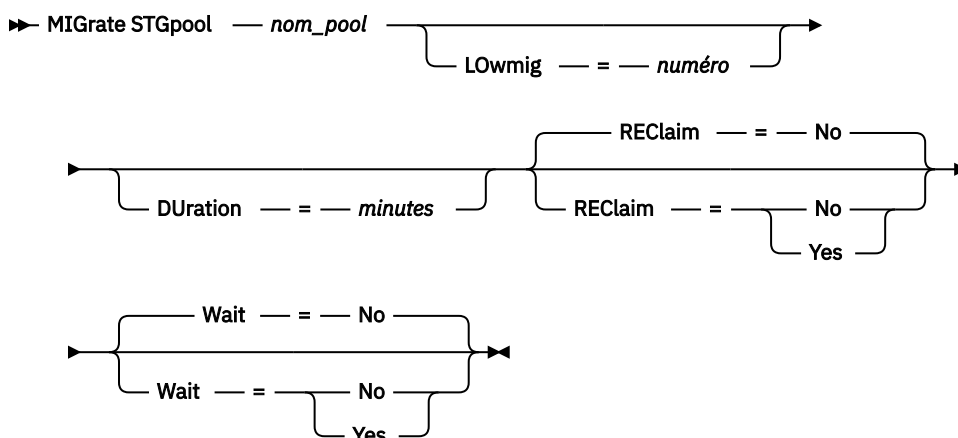 MIGrate STGpool nom_pool
LOwmig = numéro
REClaim = No
DUration = minutes
REClaim = No
Yes
Wait = No
Wait = No
Yes